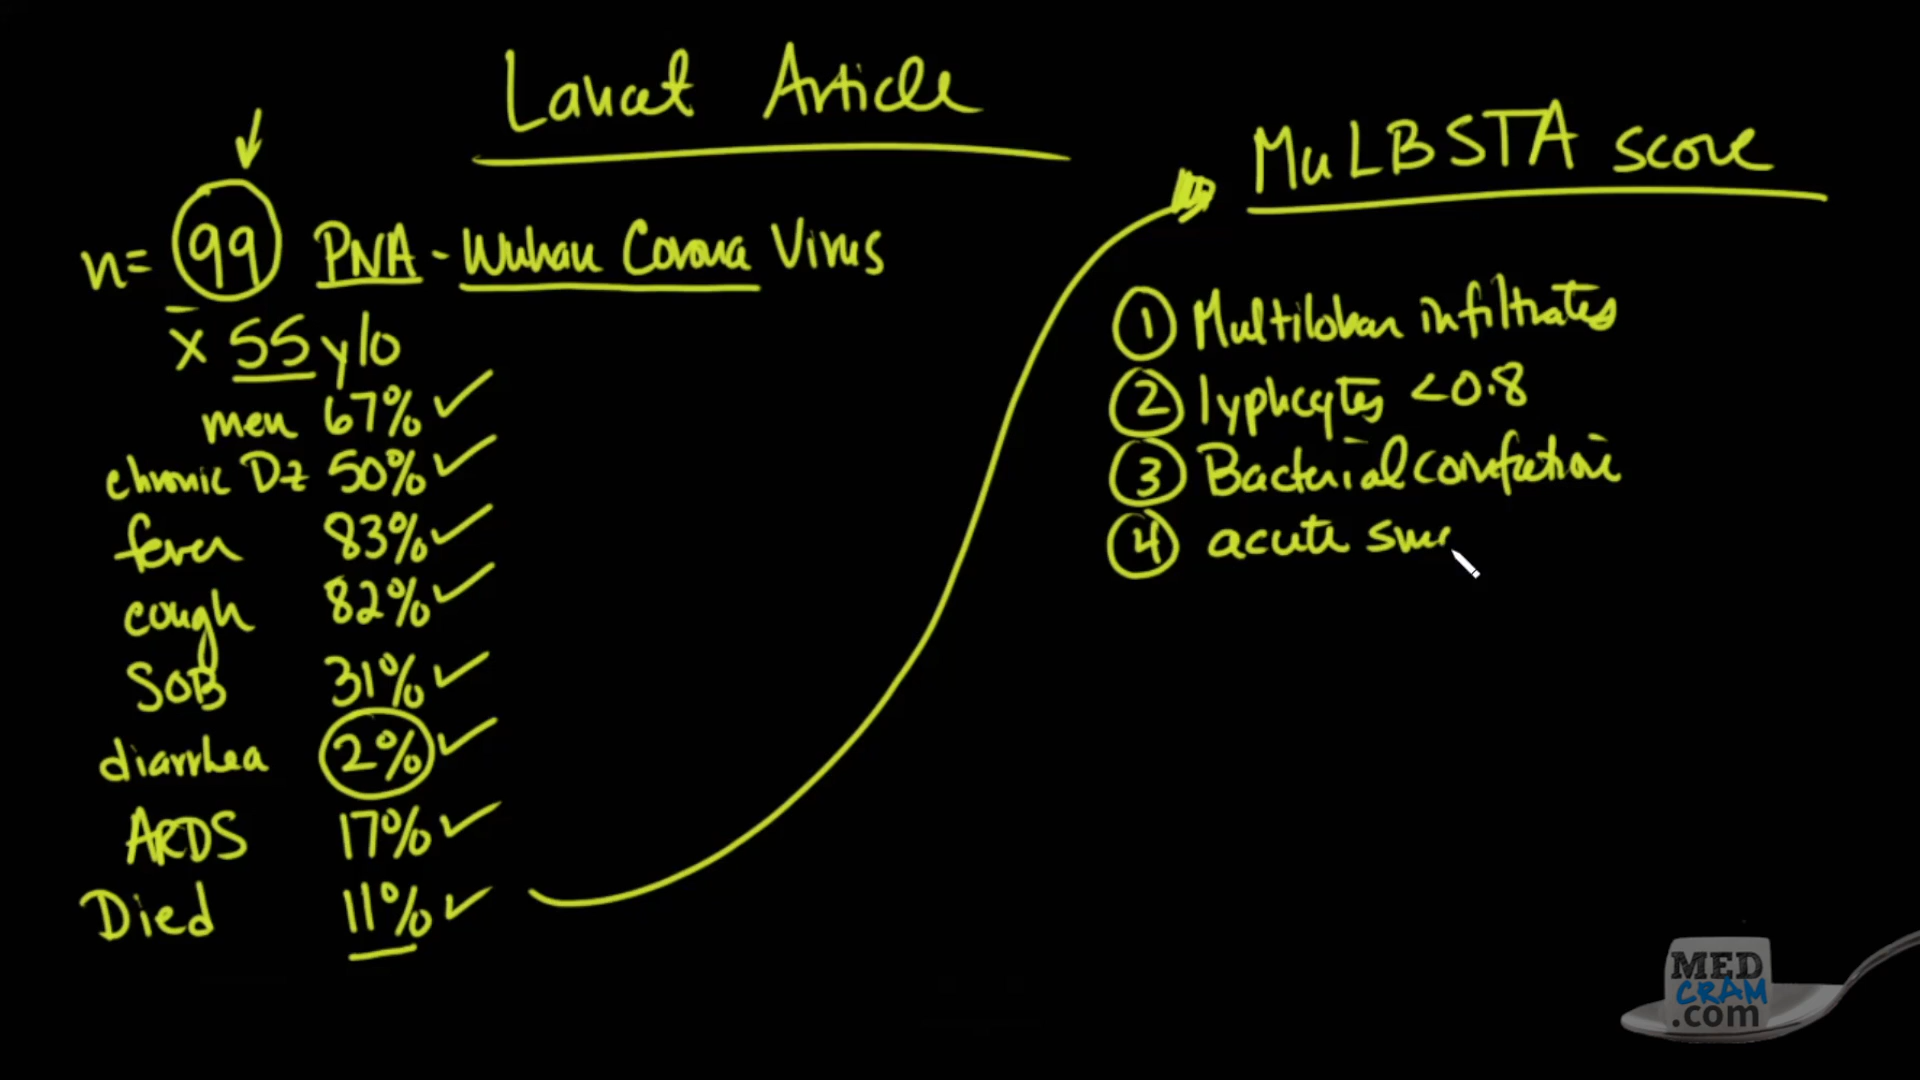 Lancet Article
n= 99 PNA - Wuhan Corona Virus
x̄ 55 y/o
men 67% ✓
chronic Dz 50% ✓
fever 83% ✓
cough 82% ✓
SOB 31% ✓
diarrhea 2% ✓
ARDS 17% ✓
Died 11% ✓
MuLBSTA score
1 Multilobar infiltrates
2 lyphcytes <0.8
3 Bacterial coinfection
4 acute smo
MED
CRAM
.com